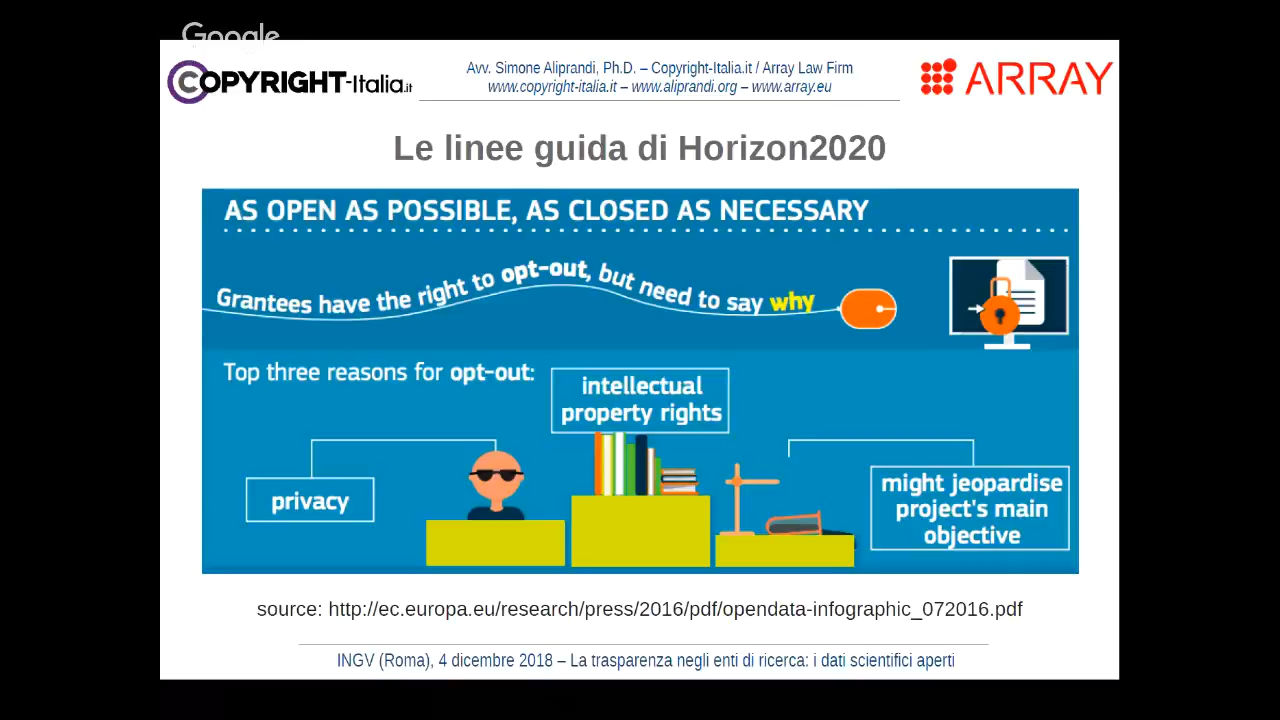 Google
COPYRIGHT-Italia.it
Avv. Simone Aliprandi, Ph.D. – Copyright-Italia.it / Array Law Firm
www.copyright-italia.it – www.aliprandi.org – www.array.eu
ARRAY
Le linee guida di Horizon2020
AS OPEN AS POSSIBLE, AS CLOSED AS NECESSARY
Grantees have the right to opt-out, but need to say why
Top three reasons for opt-out:
intellectual
property rights
privacy
might jeopardise
project's main
objective
source: http://ec.europa.eu/research/press/2016/pdf/opendata-infographic_072016.pdf
INGV (Roma), 4 dicembre 2018 – La trasparenza negli enti di ricerca: i dati scientifici aperti